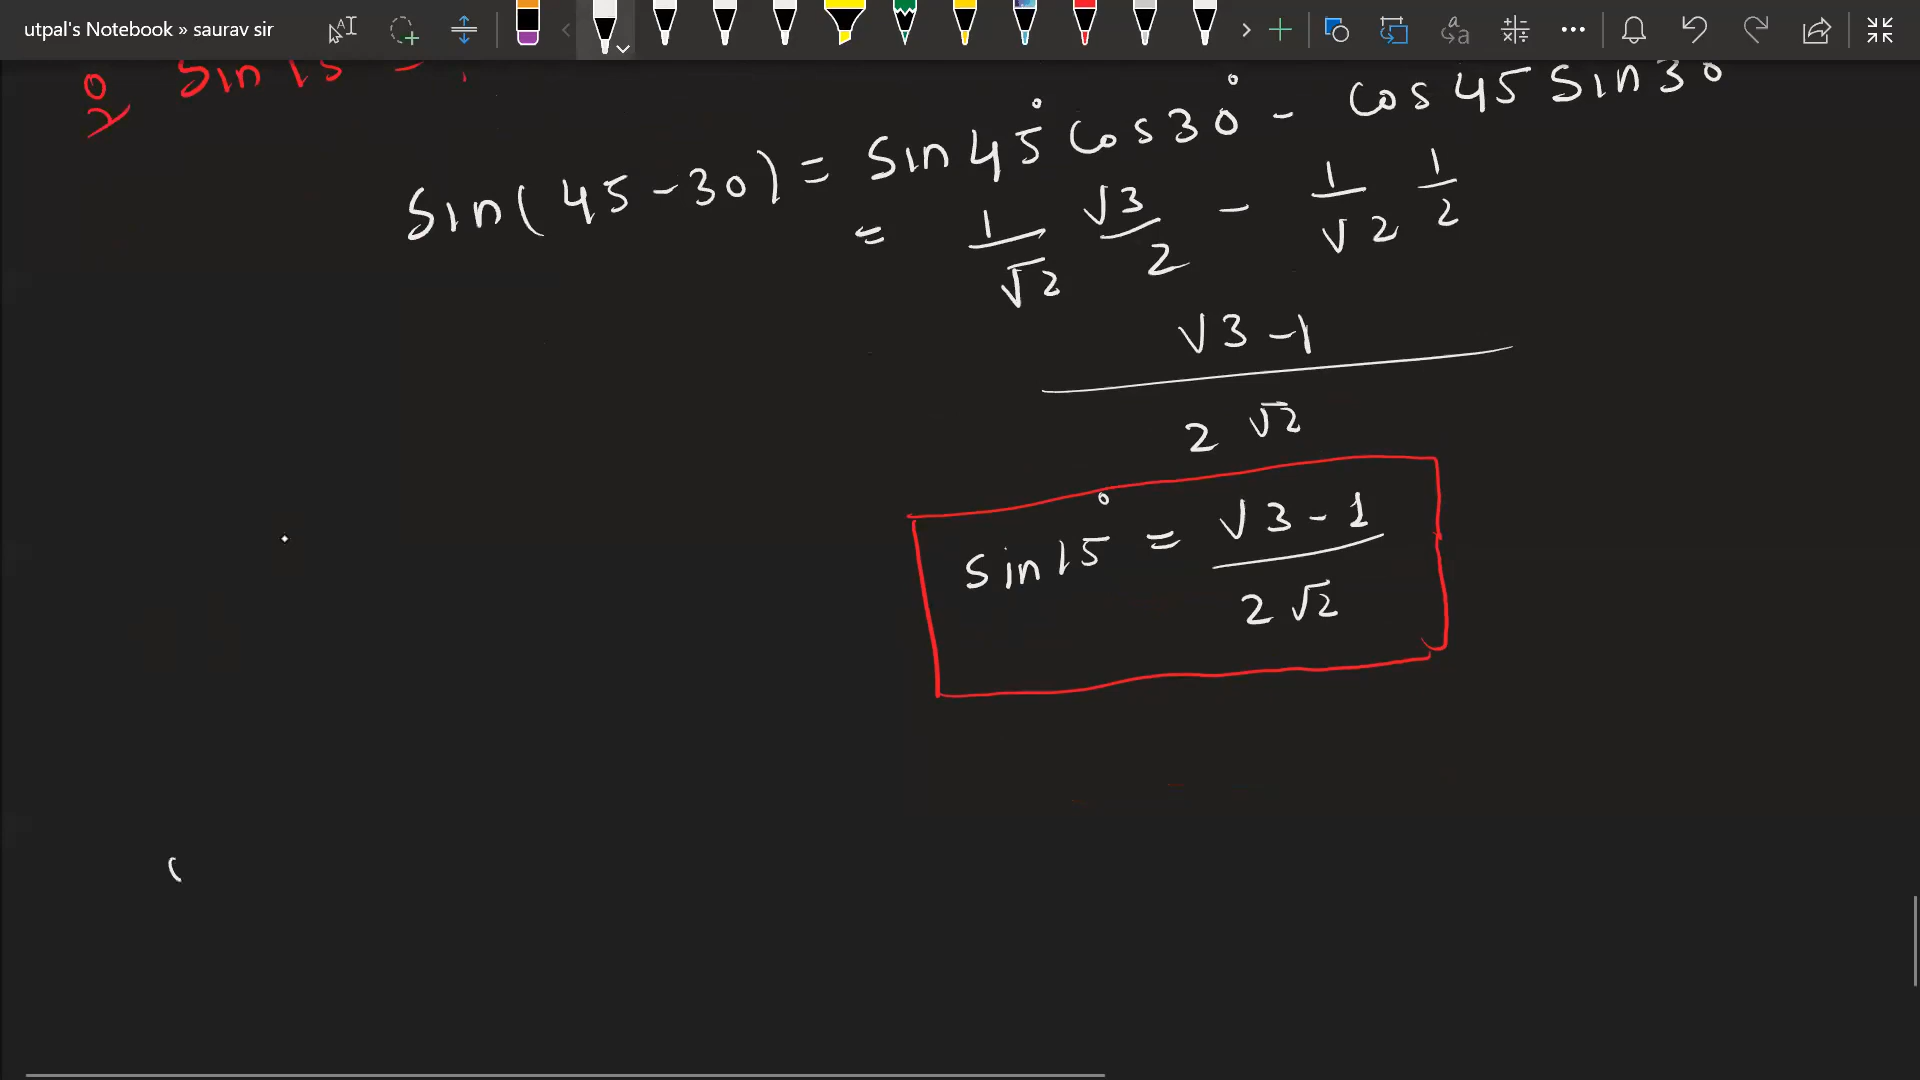 utpal's Notebook » saurav sir
Q sin 15 = ?
Sin(45-30) = Sin 45° Cos 30° - Cos 45 Sin 30
= 1/√2 √3/2 - 1/√2 1/2
√3 - 1
2 √2
Sin 15° = √3 - 1 / 2 √2
(